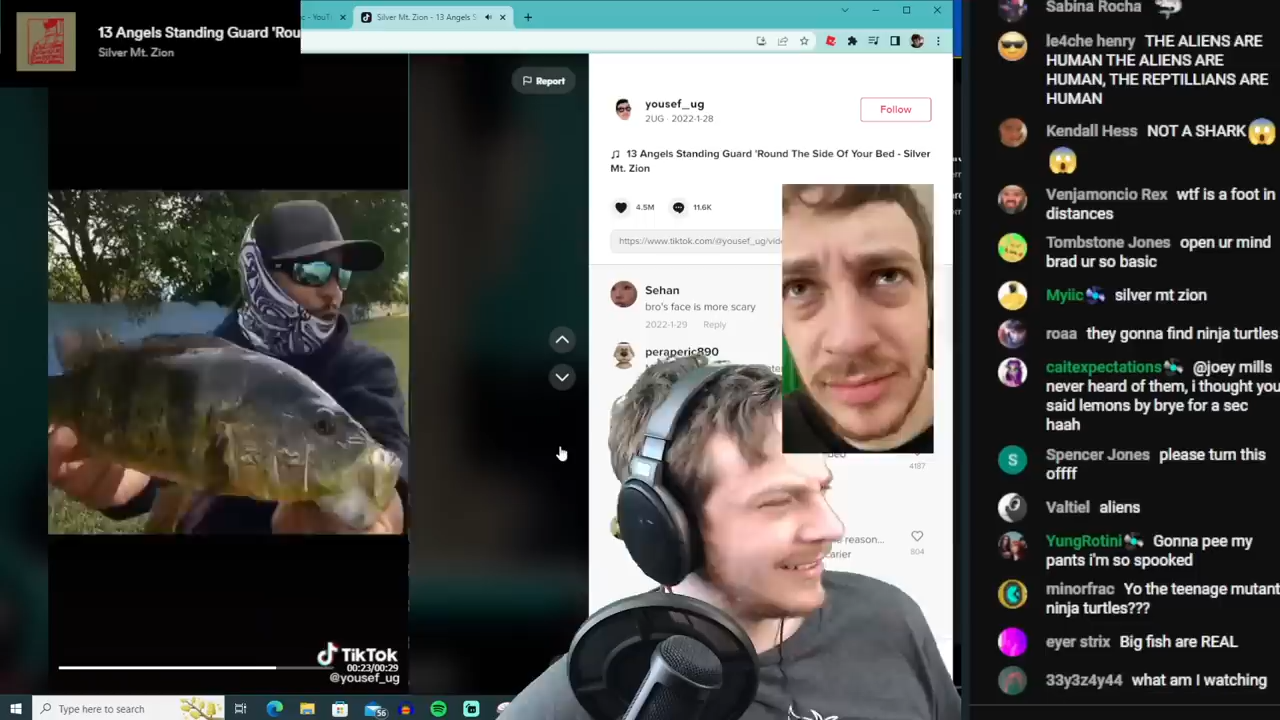 13 Angels Standing Guard 'Rou
Silver Mt. Zion
c - YouT
Silver Mt. Zion - 13 Angels S
Report
yousef_ug
2UG · 2022-1-28
Follow
13 Angels Standing Guard 'Round The Side Of Your Bed - Silver
Mt. Zion
4.5M
11.6K
https://www.tiktok.com/@yousef_ug/vid
Sehan
bro's face is more scary
2022-1-29 Reply
peraperic890
4187
a reason...
carier
804
TikTok
00:23/00:29
@yousef_ug
Type here to search
56
Sabina Rocha
le4che henry THE ALIENS ARE
HUMAN THE ALIENS ARE
HUMAN, THE REPTILLIANS ARE
HUMAN
Kendall Hess NOT A SHARK😱
😱
Venjamoncio Rex wtf is a foot in
distances
Tombstone Jones open ur mind
brad ur so basic
Myiic silver mt zion
roaa they gonna find ninja turtles
caitexpectations @joey mills
never heard of them, i thought you
said lemons by brye for a sec
haah
S
Spencer Jones please turn this
offff
Valtiel aliens
YungRotini Gonna pee my
pants i'm so spooked
minorfrac Yo the teenage mutant
ninja turtles???
eyer strix Big fish are REAL
33y3z4y44 what am I watching